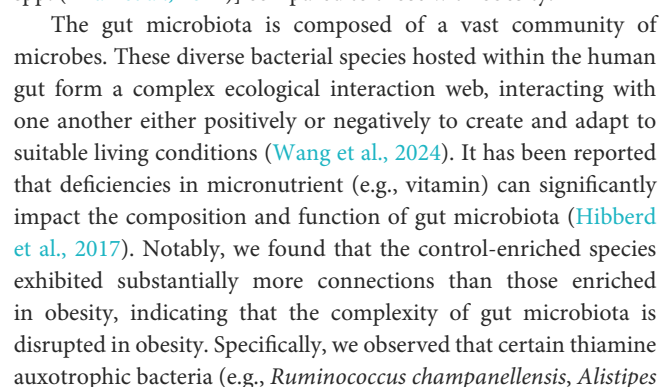 The gut microbiota is composed of a vast community of
microbes. These diverse bacterial species hosted within the human
gut form a complex ecological interaction web, interacting with
one another either positively or negatively to create and adapt to
suitable living conditions (Wang et al., 2024). It has been reported
that deficiencies in micronutrient (e.g., vitamin) can significantly
impact the composition and function of gut microbiota (Hibberd
et al., 2017). Notably, we found that the control-enriched species
exhibited substantially more connections than those enriched
in obesity, indicating that the complexity of gut microbiota is
disrupted in obesity. Specifically, we observed that certain thiamine
auxotrophic bacteria (e.g., Ruminococcus champanellensis, Alistipes